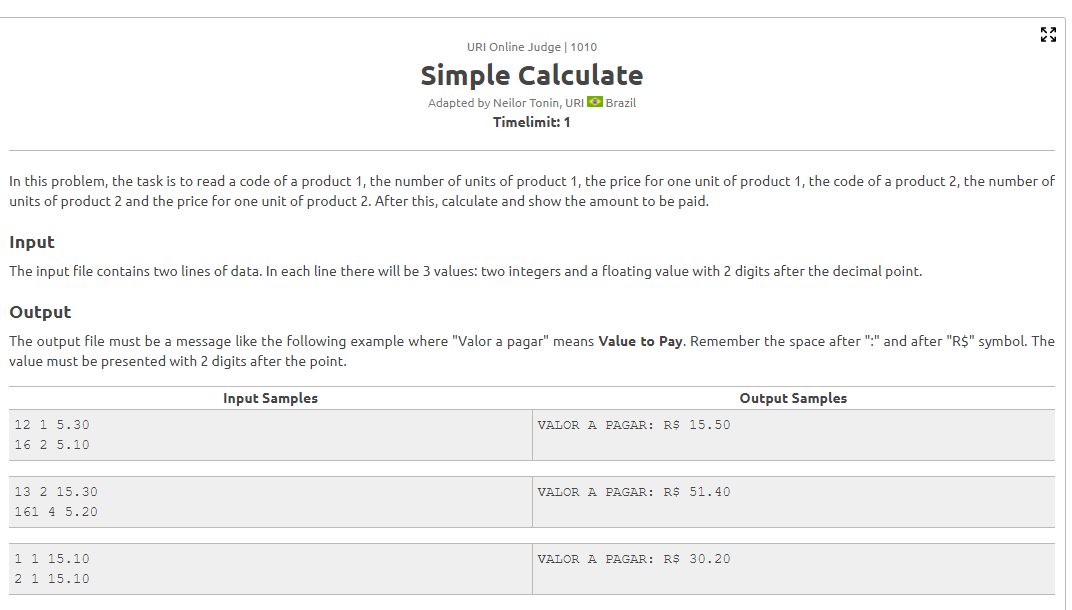 URI Online Judge | 1010
Simple Calculate
Adapted by Neilor Tonin, URI Brazil
Timelimit: 1
In this problem, the task is to read a code of a product 1, the number of units of product 1, the price for one unit of product 1, the code of a product 2, the number of
units of product 2 and the price for one unit of product 2. After this, calculate and show the amount to be paid.
Input
The input file contains two lines of data. In each line there will be 3 values: two integers and a floating value with 2 digits after the decimal point.
Output
The output file must be a message like the following example where "Valor a pagar" means Value to Pay. Remember the space after ":" and after "R$" symbol. The
value must be presented with 2 digits after the point.
Input Samples Output Samples
12 1 5.30 VALOR A PAGAR: R$ 15.50
16 2 5.10
13 2 15.30 VALOR A PAGAR: R$ 51.40
161 4 5.20
1 1 15.10 VALOR A PAGAR: R$ 30.20
2 1 15.10